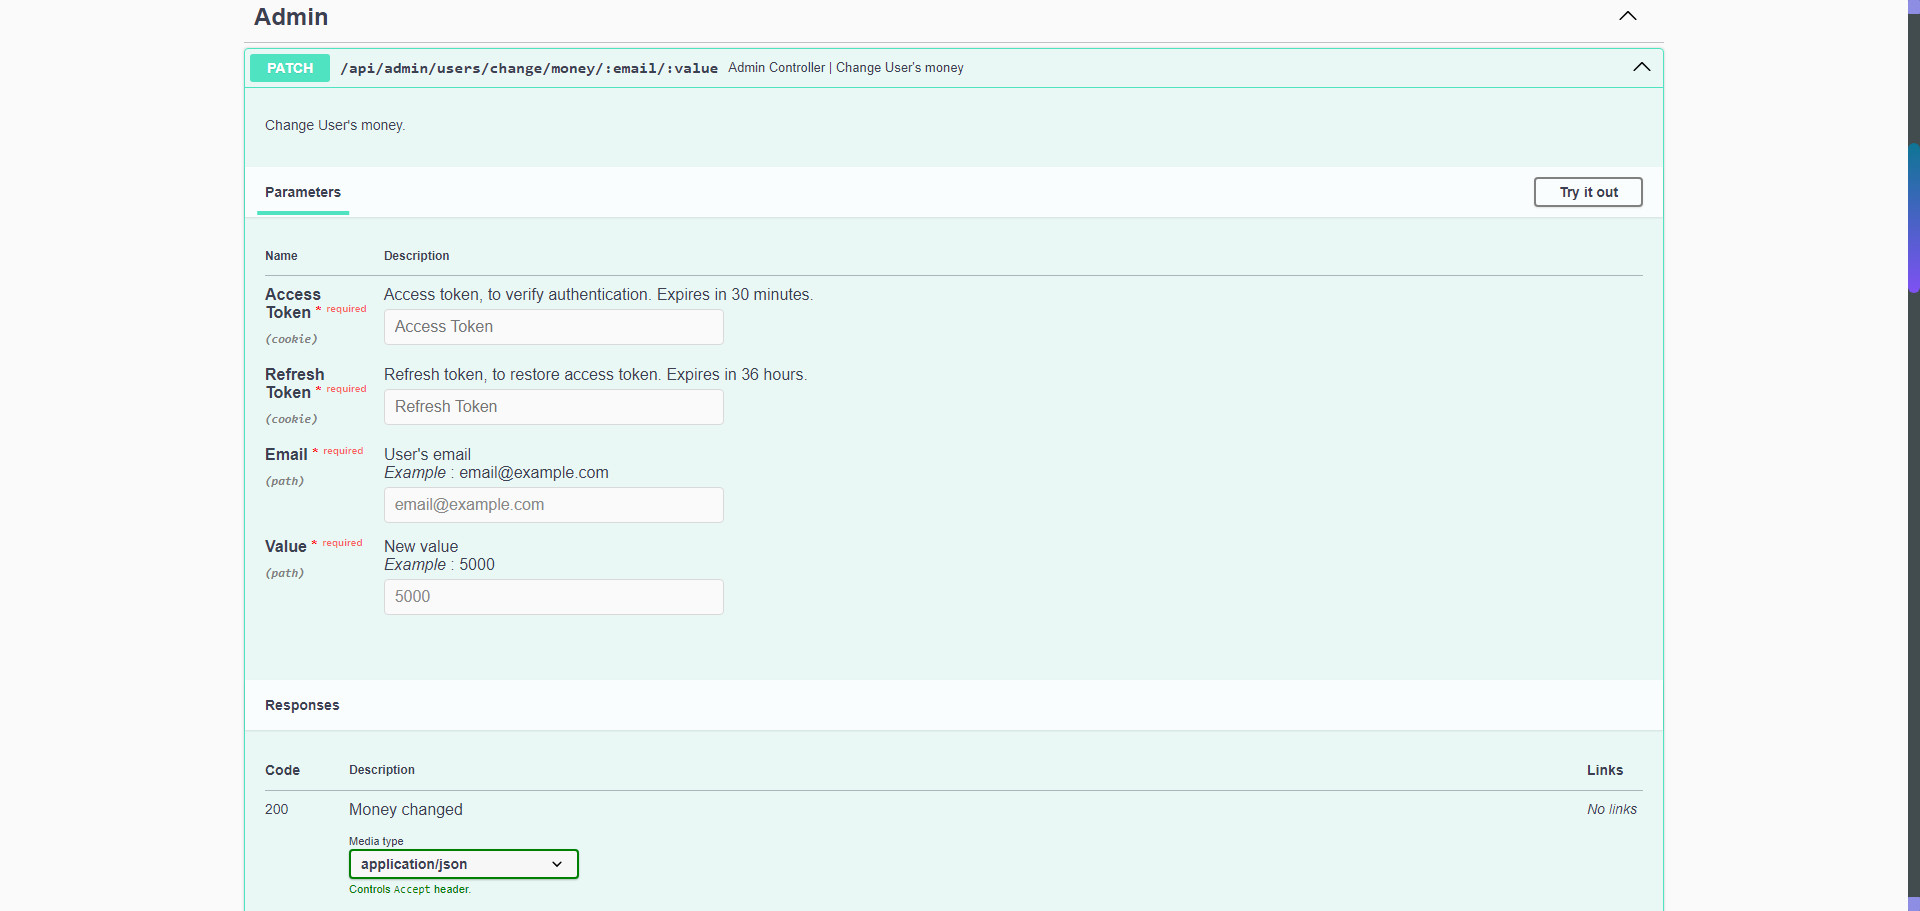 Admin
PATCH /api/admin/users/change/money/:email/:value Admin Controller | Change User's money
Change User's money.
Parameters Try it out
Name Description
Access Token * required Access token, to verify authentication. Expires in 30 minutes.
(cookie) Access Token
Refresh Token * required Refresh token, to restore access token. Expires in 36 hours.
(cookie) Refresh Token
Email * required User's email
Example : email@example.com
(path) email@example.com
Value * required New value
Example : 5000
(path) 5000
Responses
Code Description Links
200 Money changed No links
Media type
application/json
Controls Accept header.